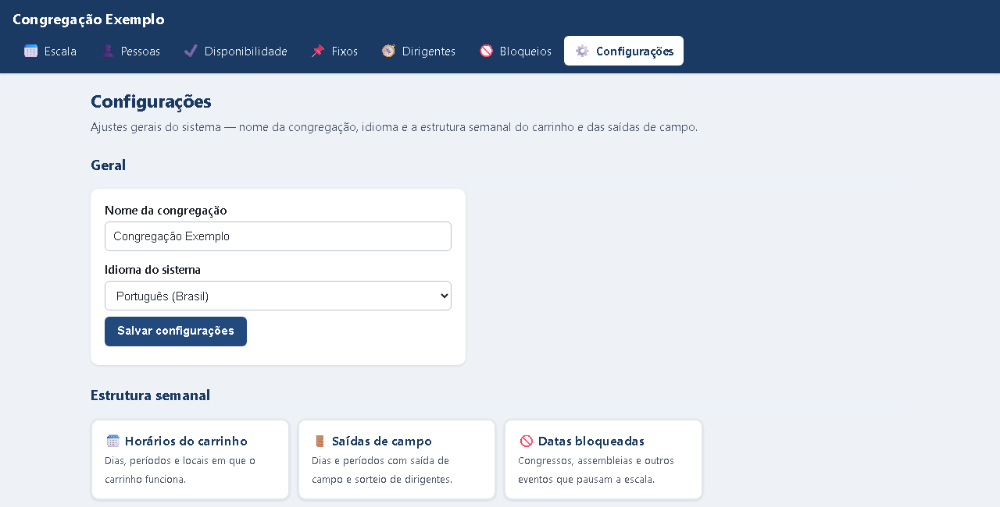 Congregação Exemplo
Escala Pessoas Disponibilidade Fixos Dirigentes Bloqueios Configurações
Configurações
Ajustes gerais do sistema — nome da congregação, idioma e a estrutura semanal do carrinho e das saídas de campo.
Geral
Nome da congregação
Congregação Exemplo
Idioma do sistema
Português (Brasil)
Salvar configurações
Estrutura semanal
Horários do carrinho
Dias, períodos e locais em que o
carrinho funciona.
Saídas de campo
Dias e períodos com saída de
campo e sorteio de dirigentes.
Datas bloqueadas
Congressos, assembleias e outros
eventos que pausam a escala.